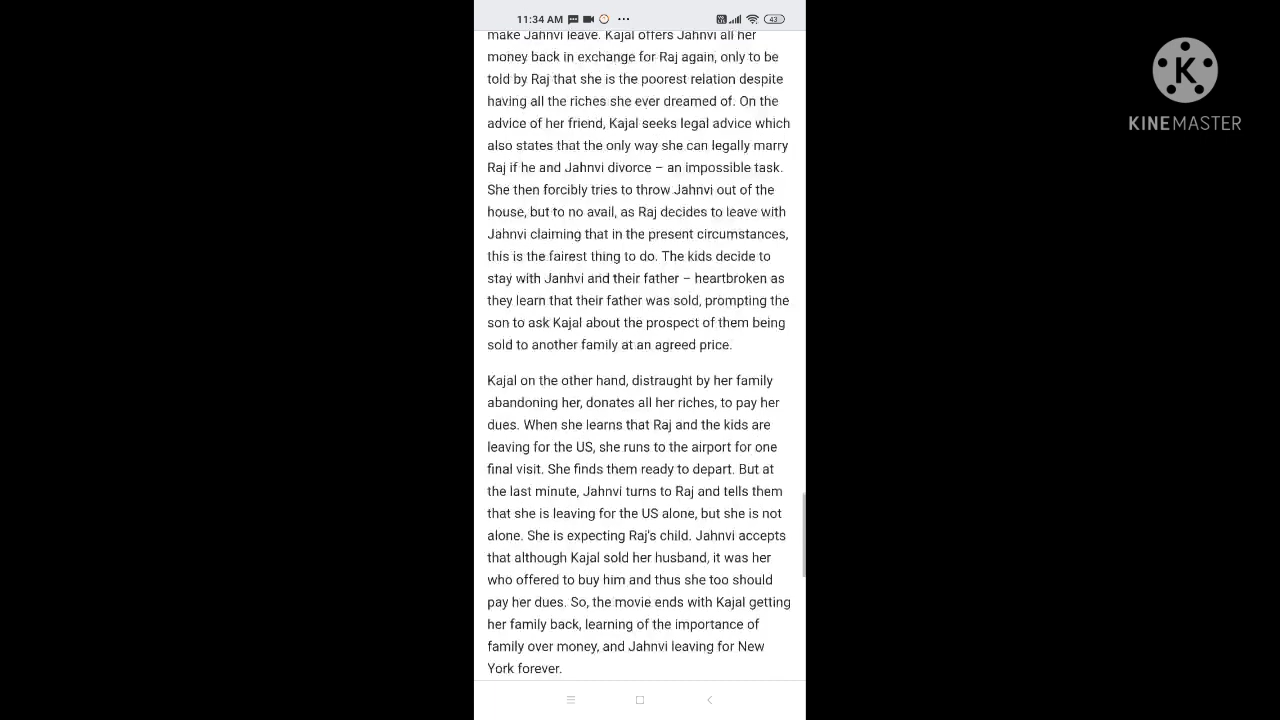 11:34 AM
43
make Jahnvi leave. Kajal offers Jahnvi all her
money back in exchange for Raj again, only to be
told by Raj that she is the poorest relation despite
having all the riches she ever dreamed of. On the
advice of her friend, Kajal seeks legal advice which
also states that the only way she can legally marry
Raj if he and Jahnvi divorce – an impossible task.
She then forcibly tries to throw Jahnvi out of the
house, but to no avail, as Raj decides to leave with
Jahnvi claiming that in the present circumstances,
this is the fairest thing to do. The kids decide to
stay with Janhvi and their father – heartbroken as
they learn that their father was sold, prompting the
son to ask Kajal about the prospect of them being
sold to another family at an agreed price.
Kajal on the other hand, distraught by her family
abandoning her, donates all her riches, to pay her
dues. When she learns that Raj and the kids are
leaving for the US, she runs to the airport for one
final visit. She finds them ready to depart. But at
the last minute, Jahnvi turns to Raj and tells them
that she is leaving for the US alone, but she is not
alone. She is expecting Raj's child. Jahnvi accepts
that although Kajal sold her husband, it was her
who offered to buy him and thus she too should
pay her dues. So, the movie ends with Kajal getting
her family back, learning of the importance of
family over money, and Jahnvi leaving for New
York forever.
K
KINEMASTER